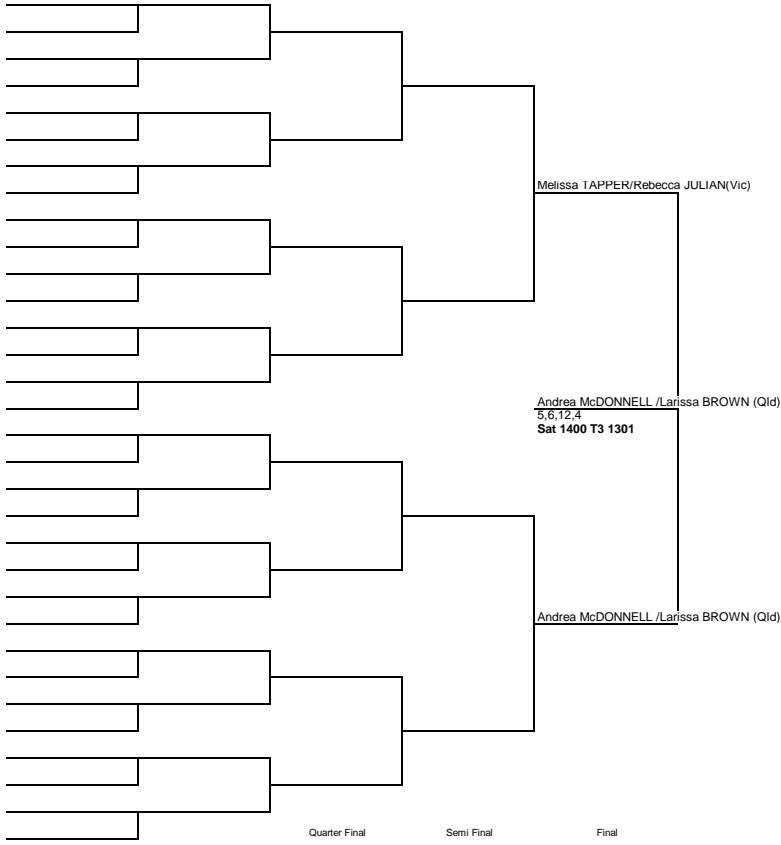 Melissa TAPPER/Rebecca JULIAN(Vic)
Andrea McDONNELL /Larissa BROWN (Qld)
5,6,12,4
Sat 1400 T3 1301
Andrea McDONNELL /Larissa BROWN (Qld)
Quarter Final Semi Final Final